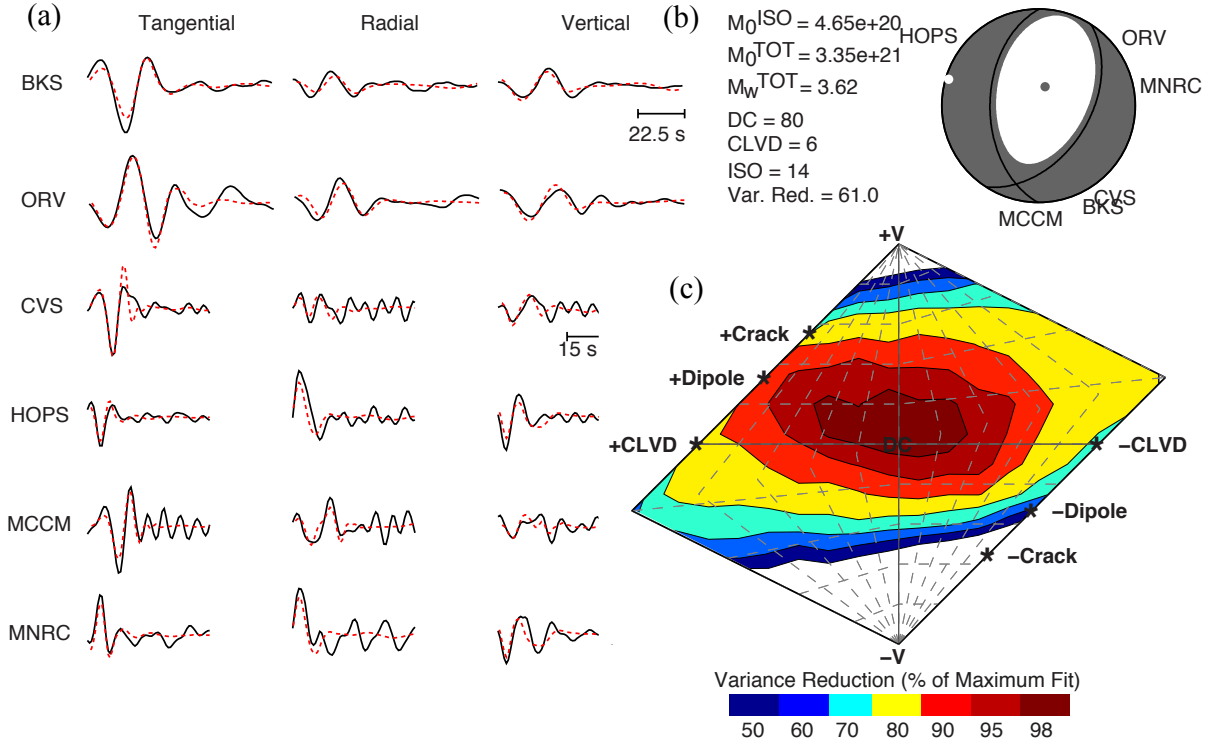 (a)
Tangential
Radial
Vertical
BKS
22.5 s
ORV
CVS
15 s
HOPS
MCCM
MNRC
(b)
M₀ᴵˢᴼ = 4.65e+20
M₀ᵀᴼᵀ = 3.35e+21
M_Wᵀᴼᵀ = 3.62
DC = 80
CLVD = 6
ISO = 14
Var. Red. = 61.0
HOPS
ORV
MNRC
CVS
BKS
MCCM
(c)
+V
+Crack
+Dipole
+CLVD
DC
−CLVD
−Dipole
−Crack
−V
Variance Reduction (% of Maximum Fit)
50 60 70 80 90 95 98